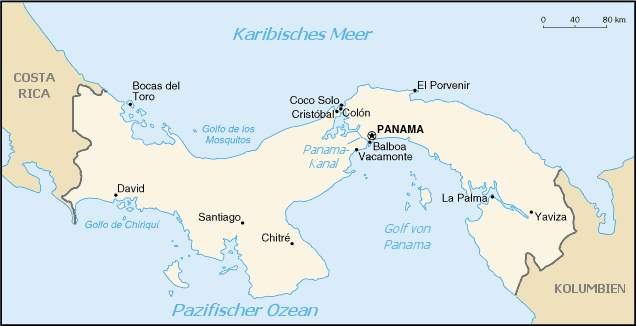 0 40 80 km
Karibisches Meer
COSTA
RICA
Bocas del
Toro
El Porvenir
Coco Solo
Cristóbal
Colón
Golfo de los
Mosquitos
PANAMA
Panama-
Kanal
Balboa
Vacamonte
David
La Palma
Yaviza
Golfo de Chiriquí
Santiago
Chitré
Golf von
Panama
KOLUMBIEN
Pazifischer Ozean